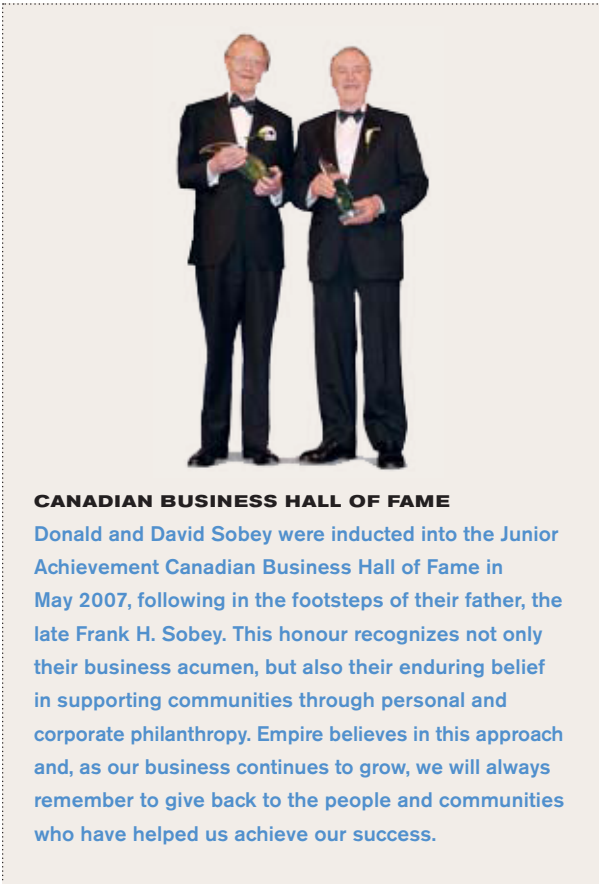 CANADIAN BUSINESS HALL OF FAME
Donald and David Sobey were inducted into the Junior
Achievement Canadian Business Hall of Fame in
May 2007, following in the footsteps of their father, the
late Frank H. Sobey. This honour recognizes not only
their business acumen, but also their enduring belief
in supporting communities through personal and
corporate philanthropy. Empire believes in this approach
and, as our business continues to grow, we will always
remember to give back to the people and communities
who have helped us achieve our success.